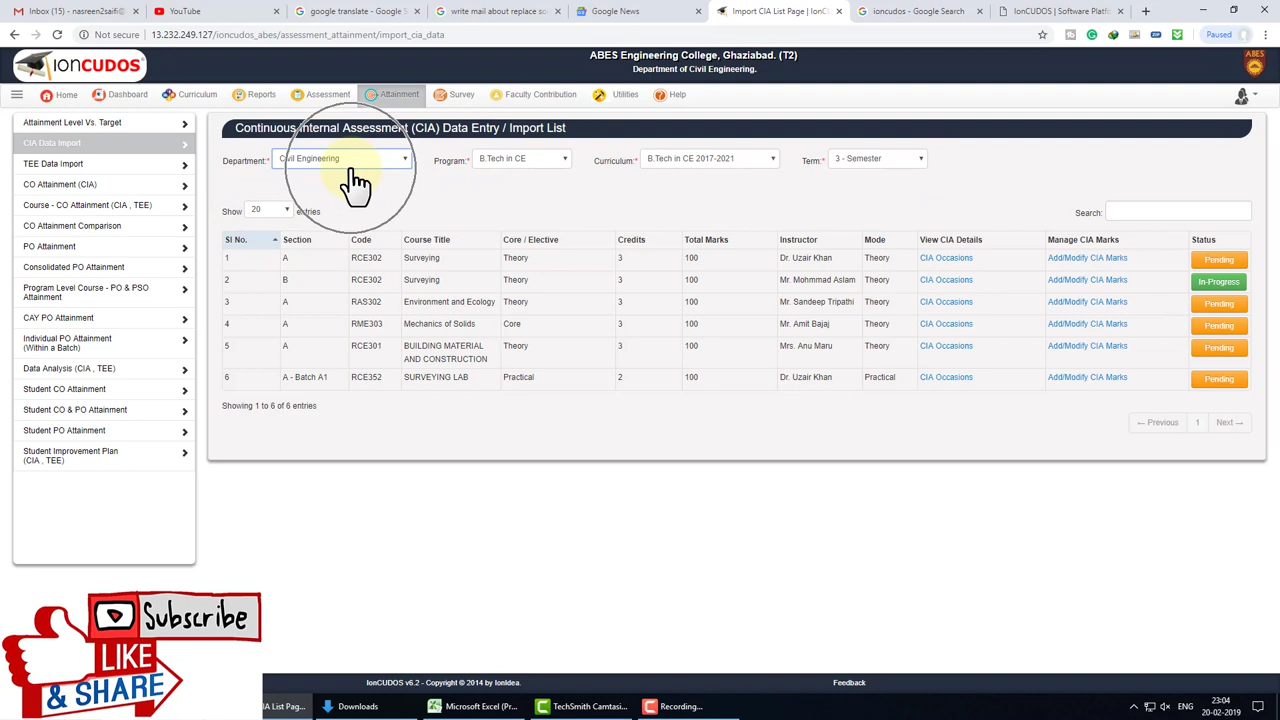 Inbox (15) - nasreen2saifi@
YouTube
google translate - Google S
write mail about replace so
Google News
Import CIA List Page | IonC
ioncudos - Google Search
IonCUDOS | Software Platfo
Not secure | 13.232.249.127/ioncudos_abes/assessment_attainment/import_cia_data
Paused
ionCUDOS
ABES Engineering College, Ghaziabad. (T2)
Department of Civil Engineering.
ABES
Home Dashboard Curriculum Reports Assessment Attainment Survey Faculty Contribution Utilities Help
Attainment Level Vs. Target
CIA Data Import
TEE Data Import
CO Attainment (CIA)
Course - CO Attainment (CIA , TEE)
CO Attainment Comparison
PO Attainment
Consolidated PO Attainment
Program Level Course - PO & PSO
Attainment
CAY PO Attainment
Individual PO Attainment
(Within a Batch)
Data Analysis (CIA , TEE)
Student CO Attainment
Student CO & PO Attainment
Student PO Attainment
Student Improvement Plan
(CIA , TEE)
Continuous Internal Assessment (CIA) Data Entry / Import List
Department:* Civil Engineering Program:* B.Tech in CE Curriculum:* B.Tech in CE 2017-2021 Term:* 3 - Semester
Show 20 entries Search:
Sl No. Section Code Course Title Core / Elective Credits Total Marks Instructor Mode View CIA Details Manage CIA Marks Status
1 A RCE302 Surveying Theory 3 100 Dr. Uzair Khan Theory CIA Occasions Add/Modify CIA Marks Pending
2 B RCE302 Surveying Theory 3 100 Mr. Mohmmad Aslam Theory CIA Occasions Add/Modify CIA Marks In-Progress
3 A RAS302 Environment and Ecology Theory 3 100 Mr. Sandeep Tripathi Theory CIA Occasions Add/Modify CIA Marks Pending
4 A RME303 Mechanics of Solids Core 3 100 Mr. Amit Bajaj Theory CIA Occasions Add/Modify CIA Marks Pending
5 A RCE301 BUILDING MATERIAL Theory 3 100 Mrs. Anu Maru Theory CIA Occasions Add/Modify CIA Marks Pending
AND CONSTRUCTION
6 A - Batch A1 RCE352 SURVEYING LAB Practical 2 100 Dr. Uzair Khan Practical CIA Occasions Add/Modify CIA Marks Pending
Showing 1 to 6 of 6 entries
← Previous 1 Next →
Subscribe
LIKE
& SHARE
IonCUDOS v6.2 - Copyright © 2014 by IonIdea.
Feedback
IA List Pag...
Downloads
Microsoft Excel (Pr...
TechSmith Camtasi...
Recording...
ENG
23:04
20-02-2019